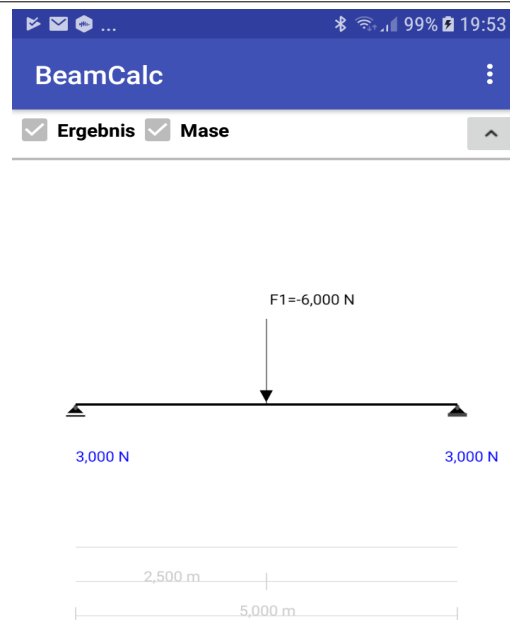 ... 99% 19:53
BeamCalc
Ergebnis Mase
F1=-6,000 N
3,000 N 3,000 N
2,500 m
5,000 m